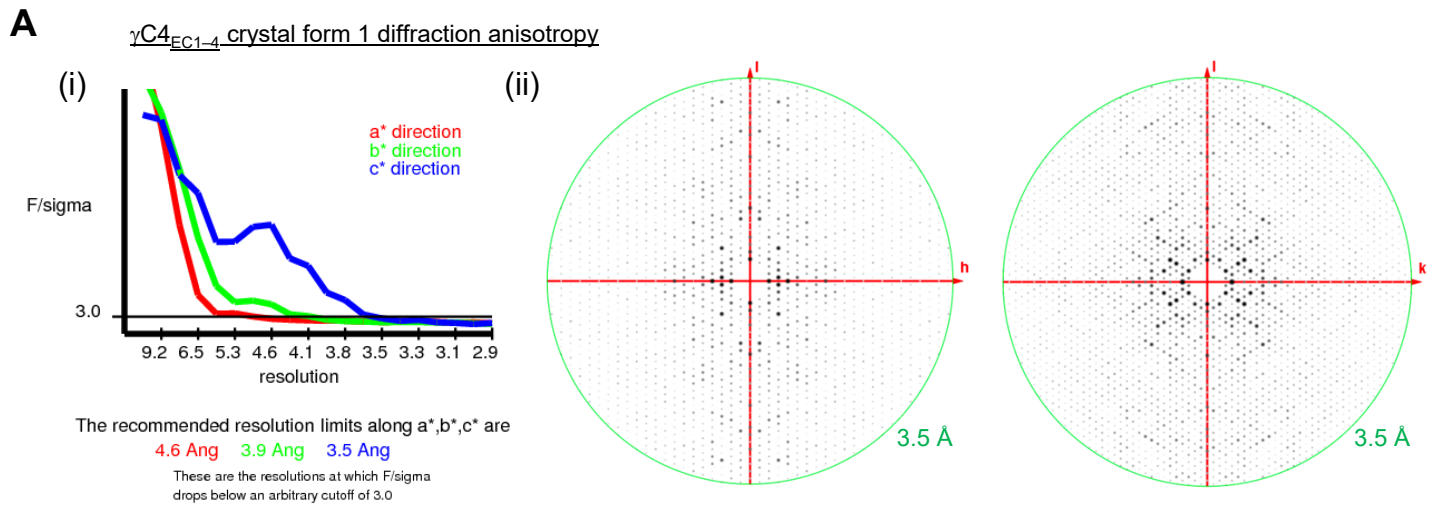 A
γC4EC1–4 crystal form 1 diffraction anisotropy
(i)
a* direction
b* direction
c* direction
F/sigma
3.0
9.2 6.5 5.3 4.6 4.1 3.8 3.5 3.3 3.1 2.9
resolution
The recommended resolution limits along a*,b*,c* are
4.6 Ang 3.9 Ang 3.5 Ang
These are the resolutions at which F/sigma
drops below an arbitrary cutoff of 3.0
(ii)
l
h
3.5 Å
l
k
3.5 Å